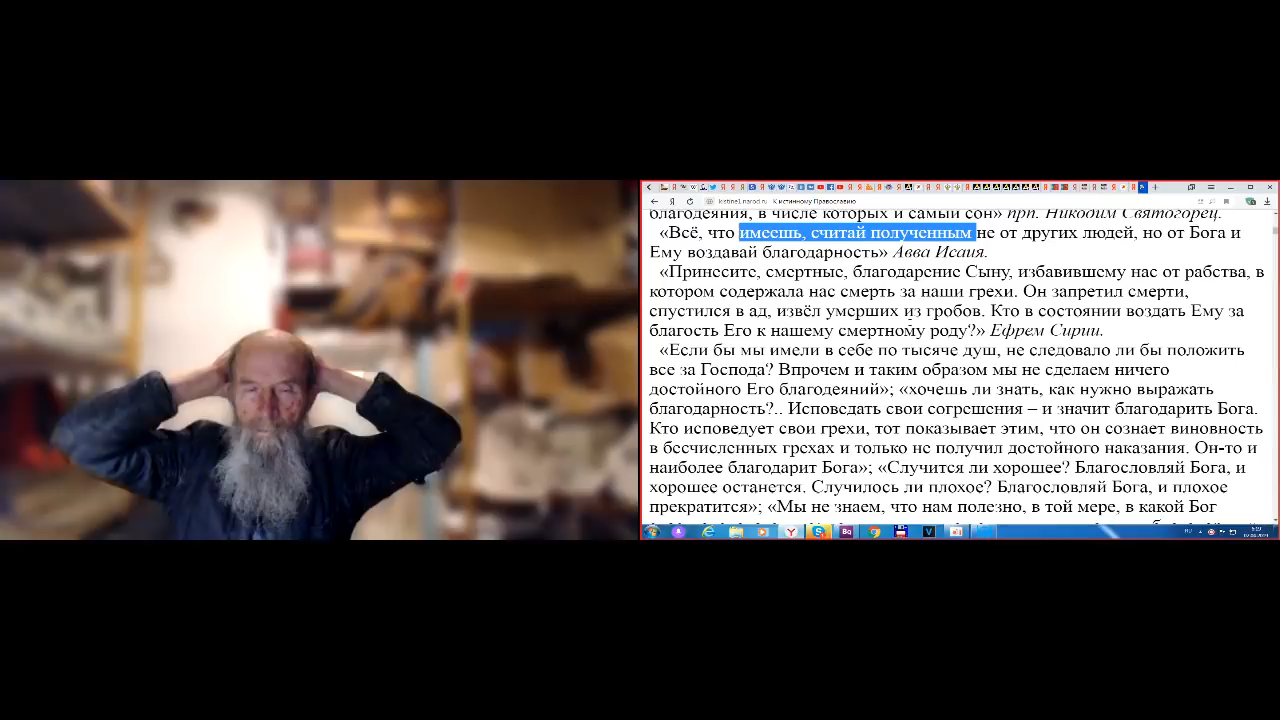 kistine1.narod.ru К истинному Православию
благодеяния, в числе которых и самый сон» прп. Никодим Святогорец.
«Всё, что имеешь, считай полученным не от других людей, но от Бога и
Ему воздавай благодарность» Авва Исаия.
«Принесите, смертные, благодарение Сыну, избавившему нас от рабства, в
котором содержала нас смерть за наши грехи. Он запретил смерти,
спустился в ад, извёл умерших из гробов. Кто в состоянии воздать Ему за
благость Его к нашему смертному роду?» Ефрем Сирин.
«Если бы мы имели в себе по тысяче душ, не следовало ли бы положить
все за Господа? Впрочем и таким образом мы не сделаем ничего
достойного Его благодеяний»; «хочешь ли знать, как нужно выражать
благодарность?.. Исповедать свои согрешения – и значит благодарить Бога.
Кто исповедует свои грехи, тот показывает этим, что он сознает виновность
в бесчисленных грехах и только не получил достойного наказания. Он-то и
наиболее благодарит Бога»; «Случится ли хорошее? Благословляй Бога, и
хорошее останется. Случилось ли плохое? Благословляй Бога, и плохое
прекратится»; «Мы не знаем, что нам полезно, в той мере, в какой Бог